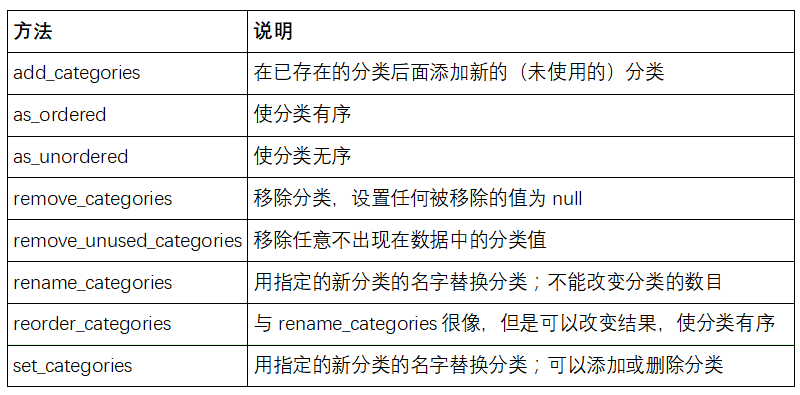 方法 说明
add_categories 在已存在的分类后面添加新的（未使用的）分类
as_ordered 使分类有序
as_unordered 使分类无序
remove_categories 移除分类，设置任何被移除的值为 null
remove_unused_categories 移除任意不出现在数据中的分类值
rename_categories 用指定的新分类的名字替换分类；不能改变分类的数目
reorder_categories 与 rename_categories 很像，但是可以改变结果，使分类有序
set_categories 用指定的新分类的名字替换分类；可以添加或删除分类